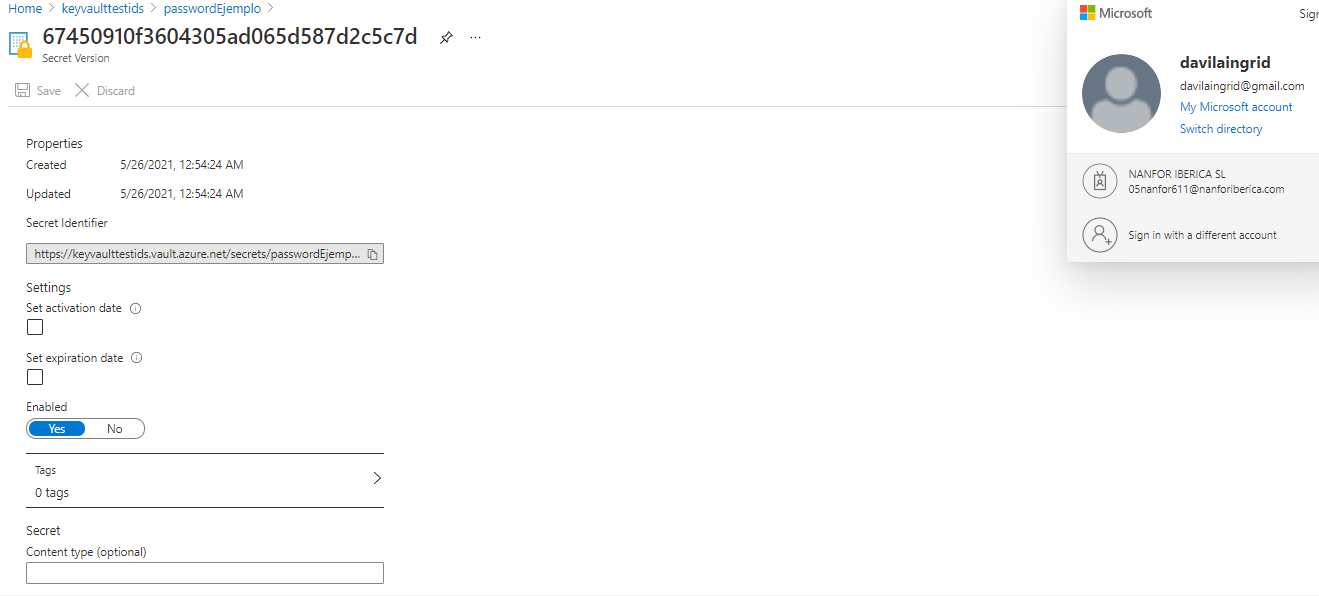 Home > keyvaulttestids > passwordEjemplo >
67450910f3604305ad065d587d2c5c7d ...
Secret Version
Save Discard
Properties
Created 5/26/2021, 12:54:24 AM
Updated 5/26/2021, 12:54:24 AM
Secret Identifier
https://keyvaulttestids.vault.azure.net/secrets/passwordEjemp...
Settings
Set activation date
Set expiration date
Enabled
Yes No
Tags
0 tags
Secret
Content type (optional)
Microsoft Sign
davilaingrid
davilaingrid@gmail.com
My Microsoft account
Switch directory
NANFOR IBERICA SL
05nanfor611@nanforiberica.com
Sign in with a different account